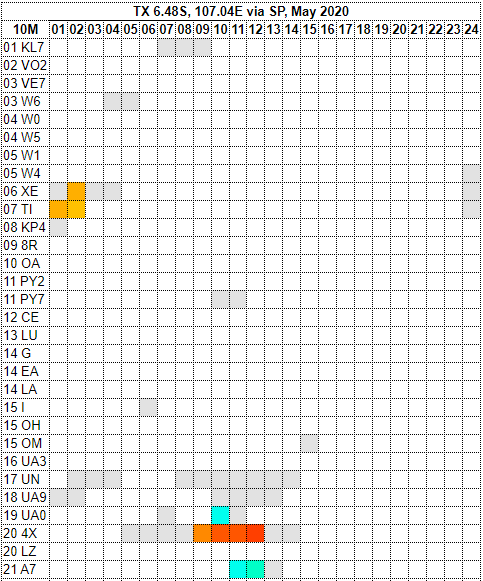 TX 6.48S, 107.04E via SP, May 2020
10M 01 02 03 04 05 06 07 08 09 10 11 12 13 14 15 16 17 18 19 20 21 22 23 24
01 KL7
02 VO2
03 VE7
03 W6
04 W0
04 W5
05 W1
05 W4
06 XE
07 TI
08 KP4
09 8R
10 OA
11 PY2
11 PY7
12 CE
13 LU
14 G
14 EA
14 LA
15 I
15 OH
15 OM
16 UA3
17 UN
18 UA9
19 UA0
20 4X
20 LZ
21 A7